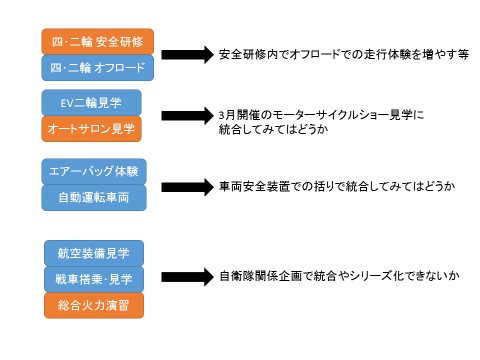 四・二輪 安全研修
四・二輪 オフロード
安全研修内でオフロードでの走行体験を増やす等
EV二輪見学
オートサロン見学
3月開催のモーターサイクルショー見学に
統合してみてはどうか
エアーバッグ体験
自動運転車両
車両安全装置での括りで統合してみてはどうか
航空装備見学
戦車搭乗・見学
総合火力演習
自衛隊関係企画で統合やシリーズ化できないか